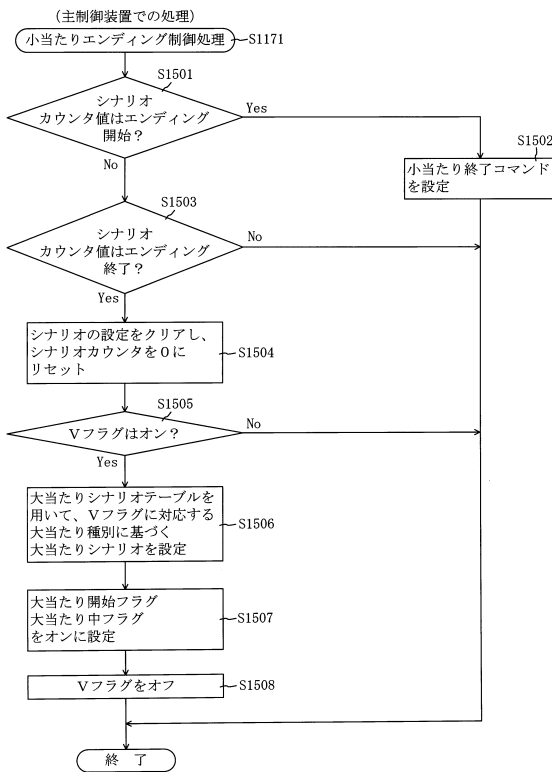 (主制御装置での処理)
小当たりエンディング制御処理
S1171
S1501
シナリオ
カウンタ値はエンディング
開始？
Yes
No
S1502
小当たり終了コマンド
を設定
S1503
シナリオ
カウンタ値はエンディング
終了？
No
Yes
シナリオの設定をクリアし、
シナリオカウンタを０に
リセット
S1504
S1505
Ｖフラグはオン？
No
Yes
大当たりシナリオテーブルを
用いて、Ｖフラグに対応する
大当たり種別に基づく
大当たりシナリオを設定
S1506
大当たり開始フラグ
大当たり中フラグ
をオンに設定
S1507
Ｖフラグをオフ
S1508
終　了